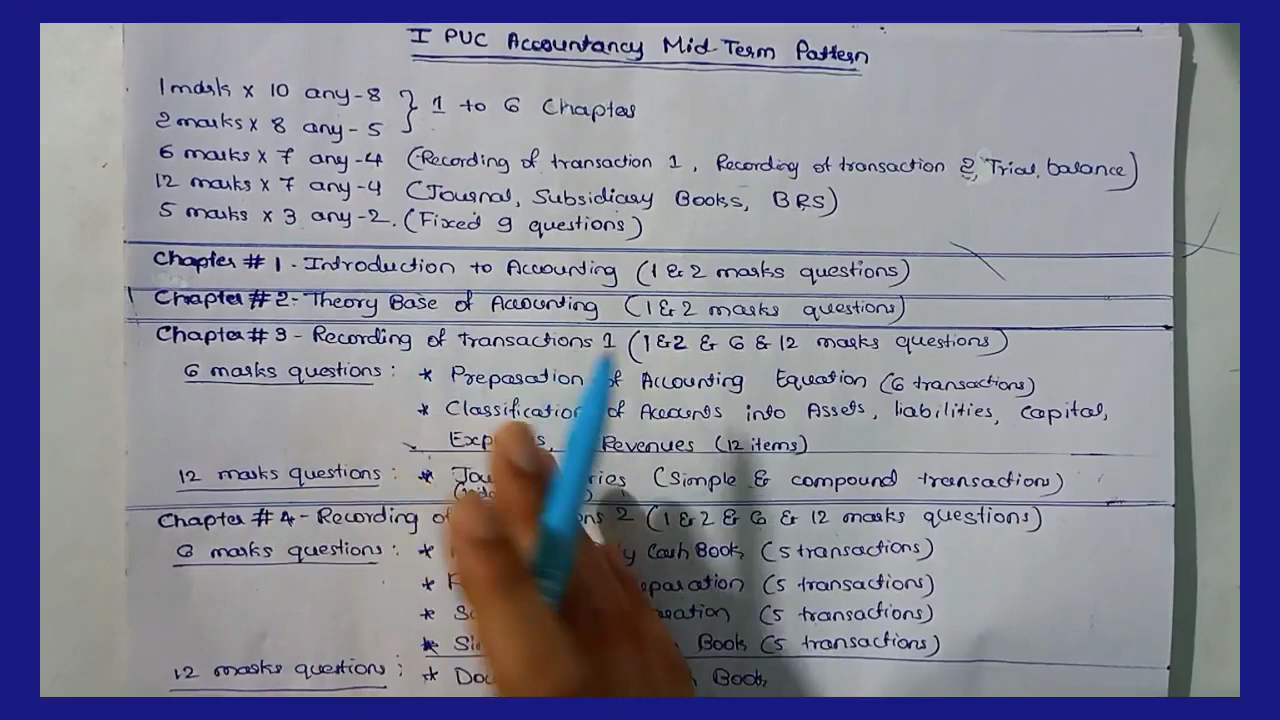 I PUC Accountancy Mid Term Pattern
1 mark x 10 any-8 } 1 to 6 Chapters
2 marks x 8 any-5
6 marks x 7 any-4 (Recording of transaction 1, Recording of transaction 2, Trial balance)
12 marks x 7 any-4 (Journal, Subsidiary Books, BRS)
5 marks x 3 any-2. (Fixed 9 questions)
Chapter # 1 - Introduction to Accounting (1 & 2 marks questions)
Chapter # 2 - Theory Base of Accounting (1 & 2 marks questions)
Chapter # 3 - Recording of transactions 1 (1 & 2 & 6 & 12 marks questions)
6 marks questions : * Preparation of Accounting Equation (6 transactions)
* Classification of Accounts into Assets, liabilities, Capital,
Revenues (12 items)
12 marks questions : * (Simple & compound transaction)
Chapter # 4 - Recording 2 (1 & 2 & 6 & 12 marks questions)
6 marks questions : * Cash Book (5 transactions)
* (5 transactions)
* (5 transactions)
* Book (5 transactions)
12 marks questions : * Book